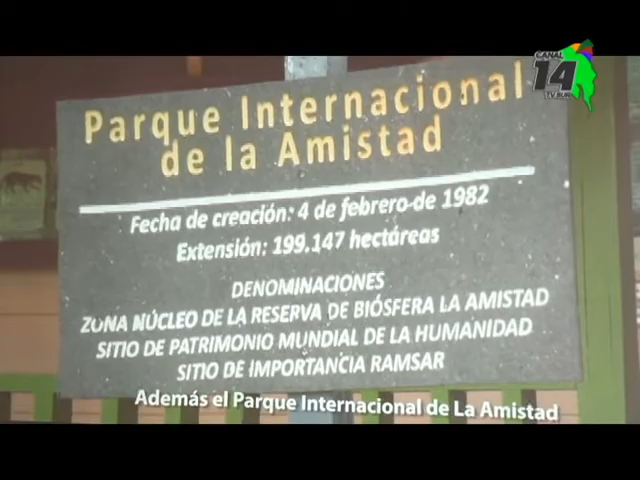 CANAL
14
TV SUR
Parque Internacional
de la Amistad
Fecha de creación: 4 de febrero de 1982
Extensión: 199.147 hectáreas
DENOMINACIONES
ZONA NÚCLEO DE LA RESERVA DE BIÓSFERA LA AMISTAD
SITIO DE PATRIMONIO MUNDIAL DE LA HUMANIDAD
SITIO DE IMPORTANCIA RAMSAR
Además el Parque Internacional de La Amistad